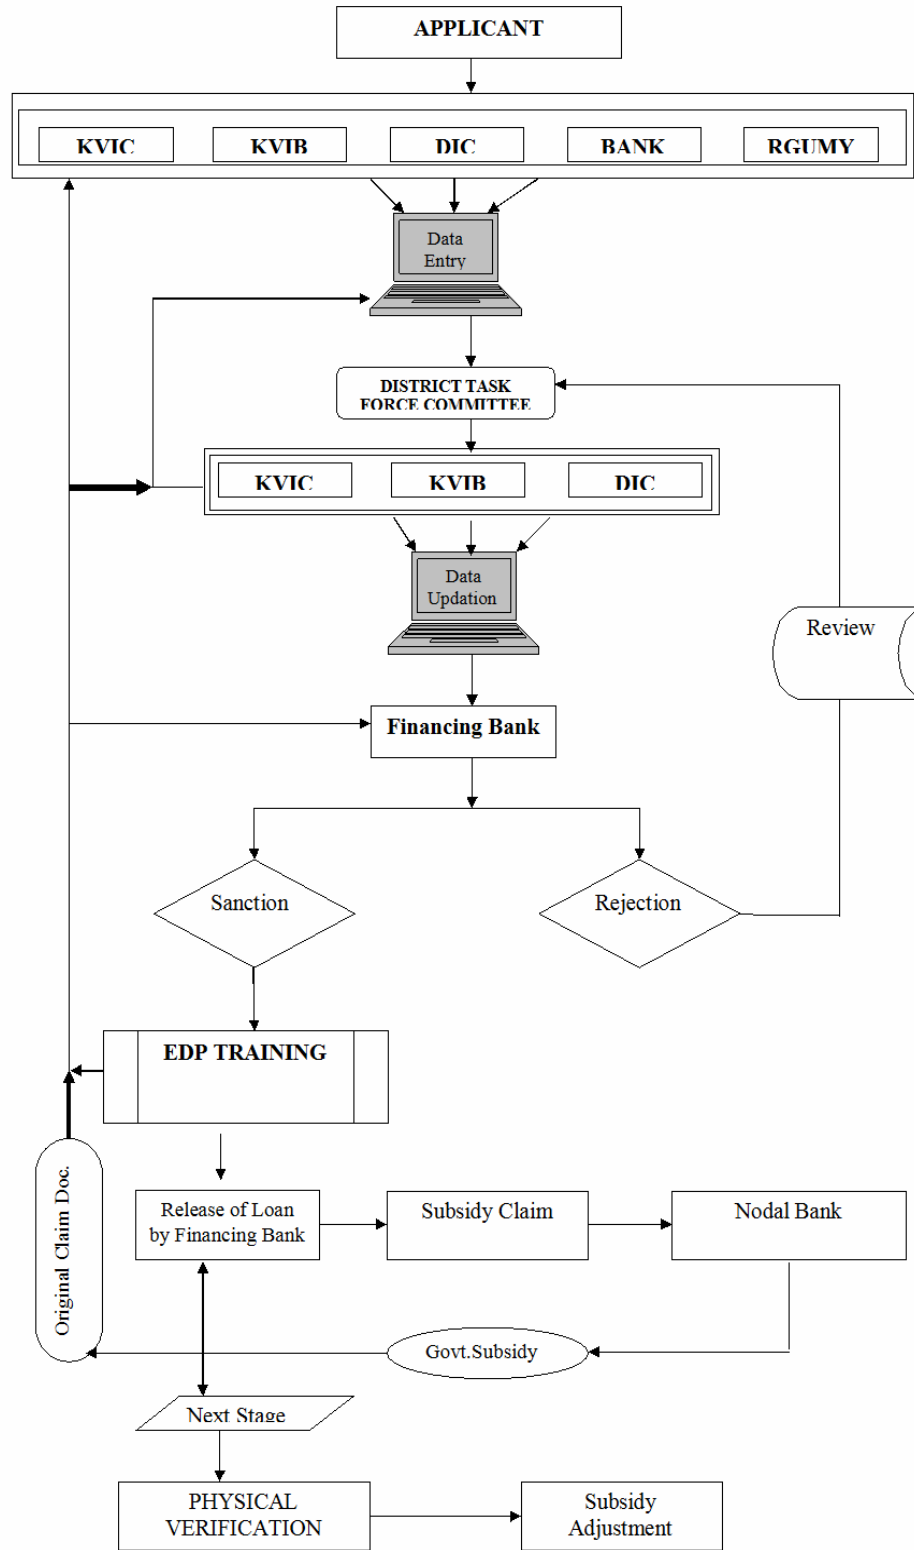 APPLICANT
KVIC
KVIB
DIC
BANK
RGUMY
Data
Entry
DISTRICT TASK
FORCE COMMITTEE
KVIC
KVIB
DIC
Data
Updation
Review
Financing Bank
Sanction
Rejection
EDP TRAINING
Original Claim Doc.
Release of Loan
by Financing Bank
Subsidy Claim
Nodal Bank
Govt.Subsidy
Next Stage
PHYSICAL
VERIFICATION
Subsidy
Adjustment